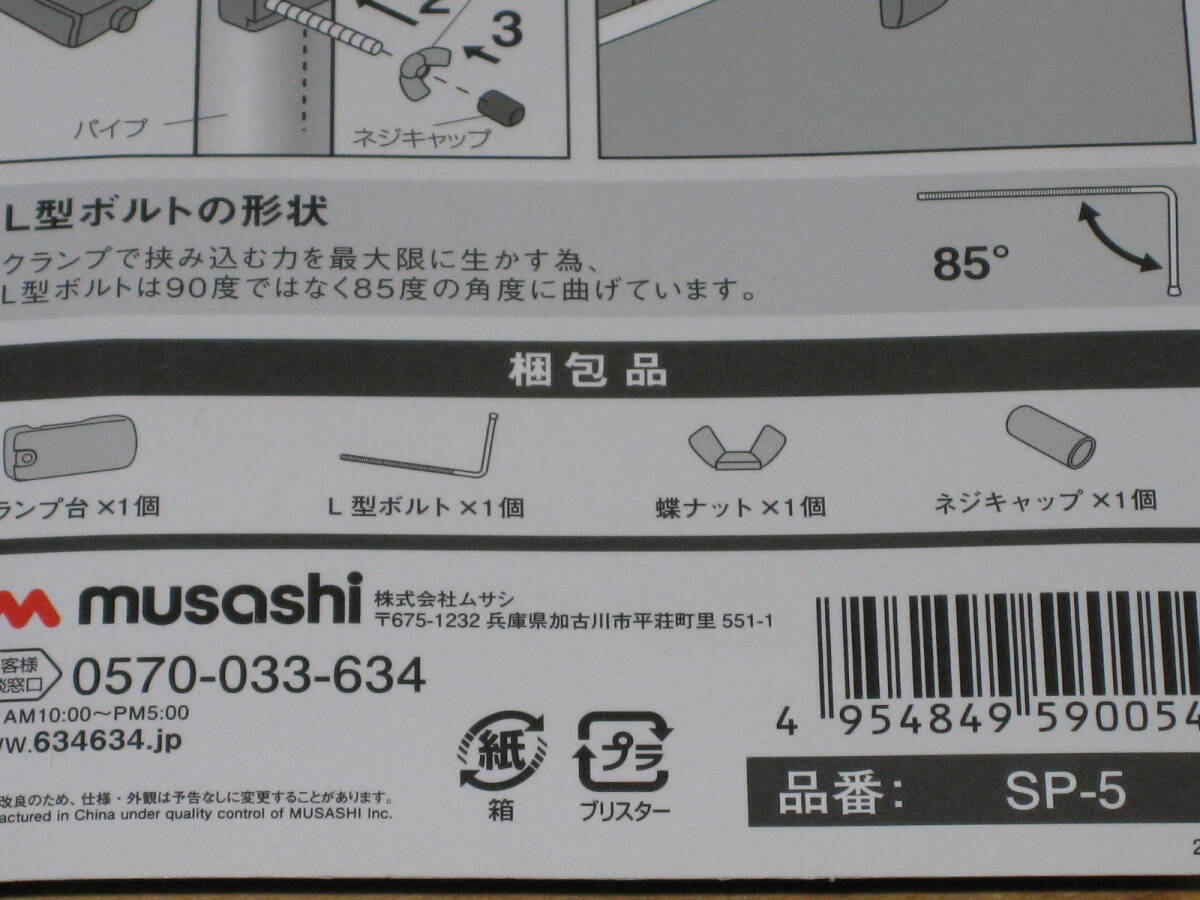 2
3
パイプ
ネジキャップ
L型ボルトの形状
クランプで挟み込む力を最大限に生かす為、
L型ボルトは90度ではなく85度の角度に曲げています。
85°
梱包品
ランプ台×1個
L型ボルト×1個
蝶ナット×1個
ネジキャップ×1個
musashi
株式会社ムサシ
〒675-1232 兵庫県加古川市平荘町里 551-1
客様
窓口
0570-033-634
AM10:00～PM5:00
www.634634.jp
紙
箱
プラ
ブリスター
4 954849 590054
品番: SP-5
改良のため、仕様・外観は予告なしに変更することがあります。
actured in China under quality control of MUSASHI Inc.
2